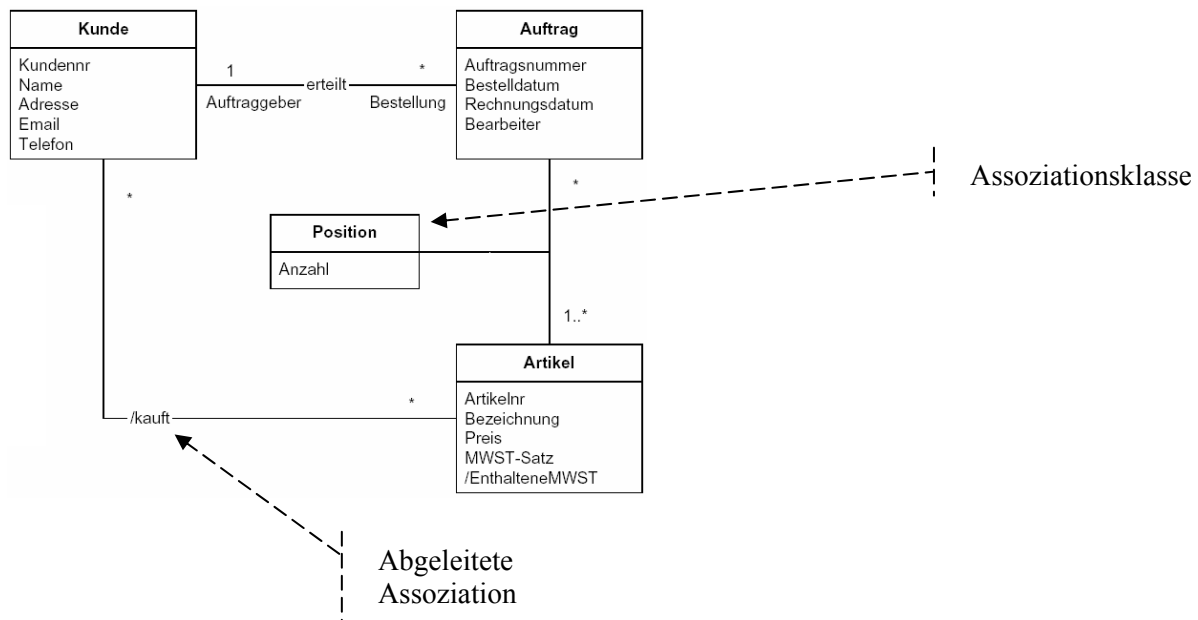 Kunde
Kundennr
Name
Adresse
Email
Telefon
1
Auftraggeber
erteilt
*
Bestellung
Auftrag
Auftragsnummer
Bestelldatum
Rechnungsdatum
Bearbeiter
*
*
Assoziationsklasse
Position
Anzahl
1..*
Artikel
Artikelnr
Bezeichnung
Preis
MWST-Satz
/EnthalteneMWST
/kauft
*
Abgeleitete
Assoziation